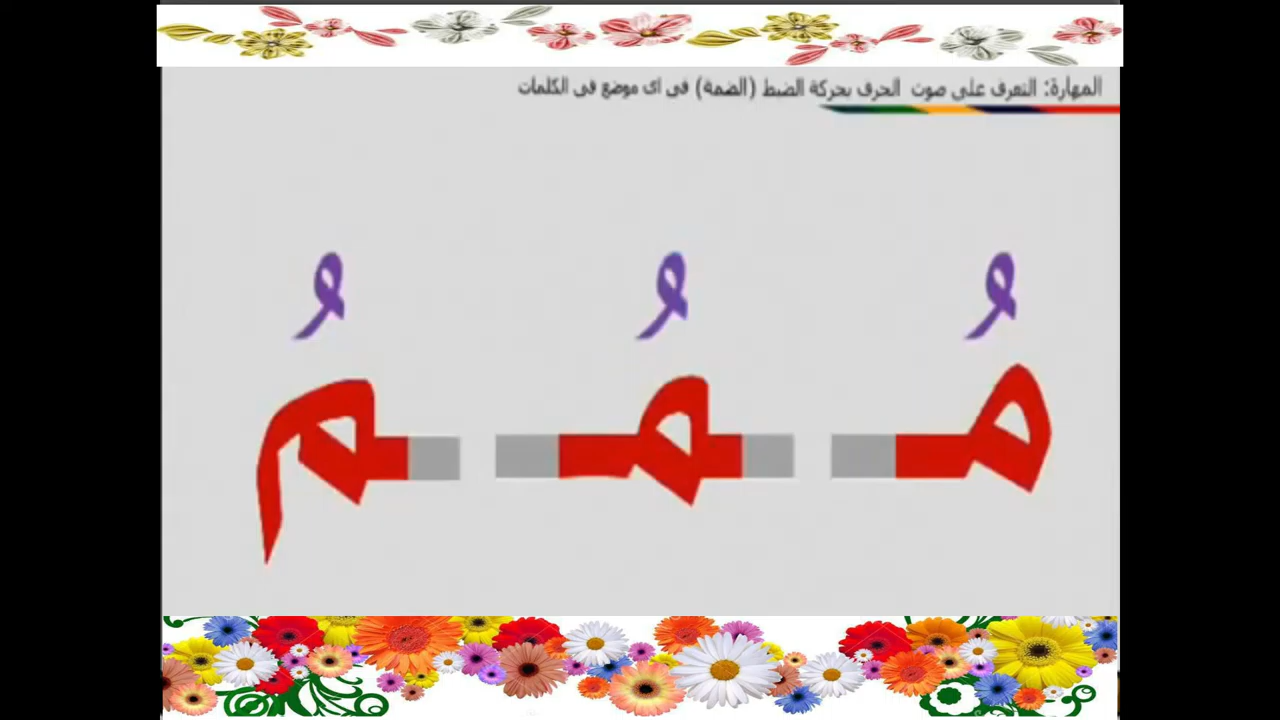 المهارة: التعرف على صوت الحرف بحركة الضبط (الضمة) فى اى موضع فى الكلمات
مُـ ـمُـ ـمُ